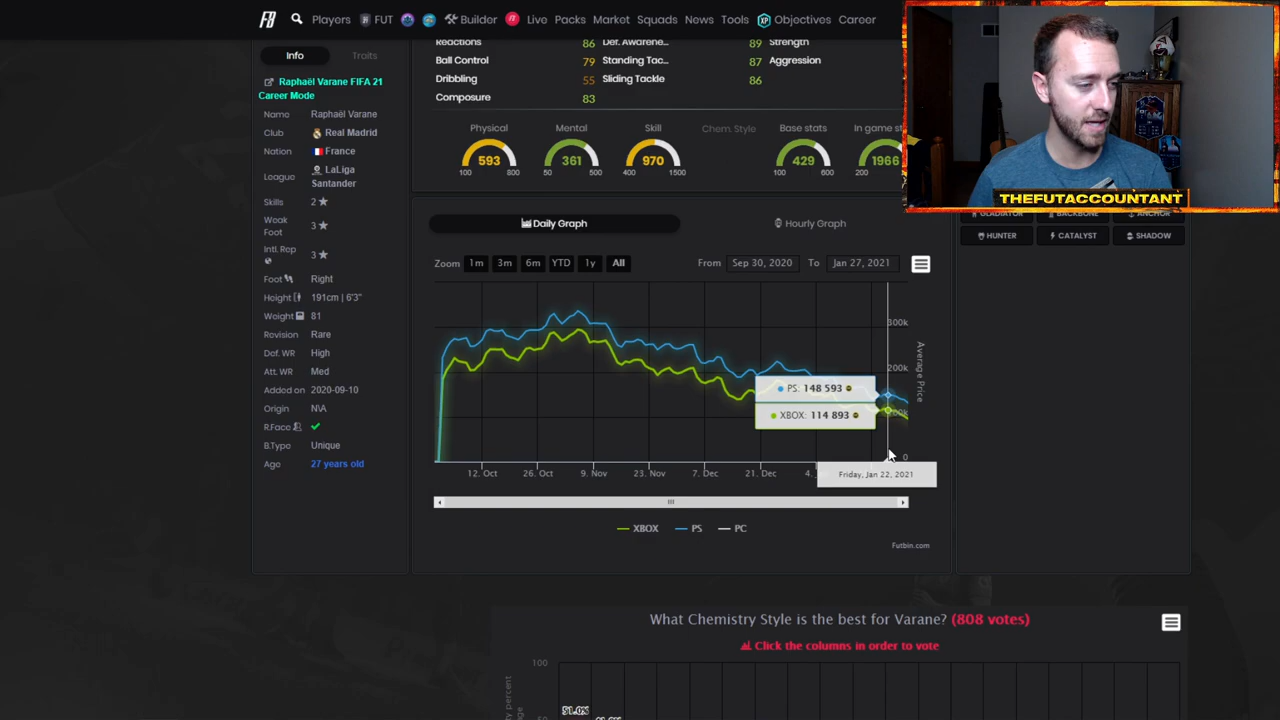 Players FUT Builder Live Packs Market Squads News Tools XP Objectives Career
Info Traits
Raphaël Varane FIFA 21
Career Mode
Name Raphaël Varane
Club Real Madrid
Nation France
League LaLiga
Santander
Skills 2
Weak
Foot 3
Intl. Rep 3
Foot Right
Height 191cm | 6'3"
Weight 81
Revision Rare
Def. WR High
Att. WR Med
Added on 2020-09-10
Origin N\A
R.Face
B.Type Unique
Age 27 years old
Reactions 86 Def. Awarene... 89 Strength
Ball Control 79 Standing Tac... 87 Aggression
Dribbling 55 Sliding Tackle 86
Composure 83
Physical Mental Skill Chem. Style Base stats In game st
593 361 970 429 1966
100 800 50 500 400 1500 100 600 200
THEFUTACCOUNTANT
GLADIATOR BACKBONE ANCHOR
HUNTER CATALYST SHADOW
Daily Graph Hourly Graph
Zoom 1m 3m 6m YTD 1y All From Sep 30, 2020 To Jan 27, 2021
300k
200k
0
Average Price
PS: 148 593
XBOX: 114 893
12. Oct 26. Oct 9. Nov 23. Nov 7. Dec 21. Dec 4.
Friday, Jan 22, 2021
XBOX PS PC
Futbin.com
What Chemistry Style is the best for Varane? (808 votes)
Click the columns in order to vote
100